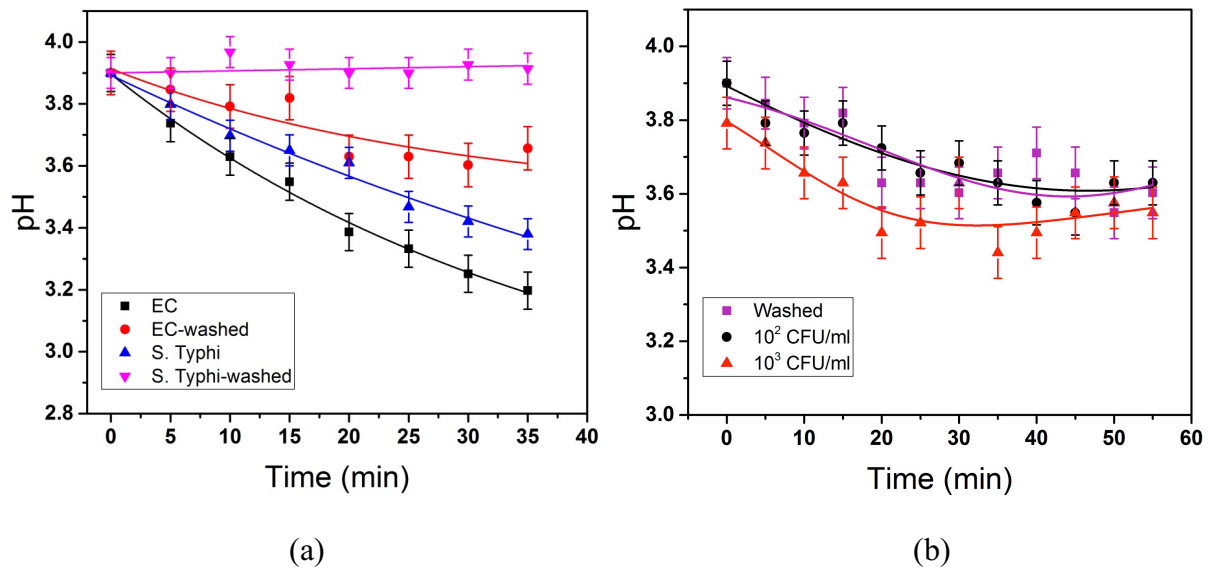 4.0
3.8
3.6
3.4
3.2
3.0
2.8
pH
EC
EC-washed
S. Typhi
S. Typhi-washed
0 5 10 15 20 25 30 35 40
Time (min)
(a)
4.0
3.8
3.6
3.4
3.2
3.0
pH
Washed
10² CFU/ml
10³ CFU/ml
0 10 20 30 40 50 60
Time (min)
(b)